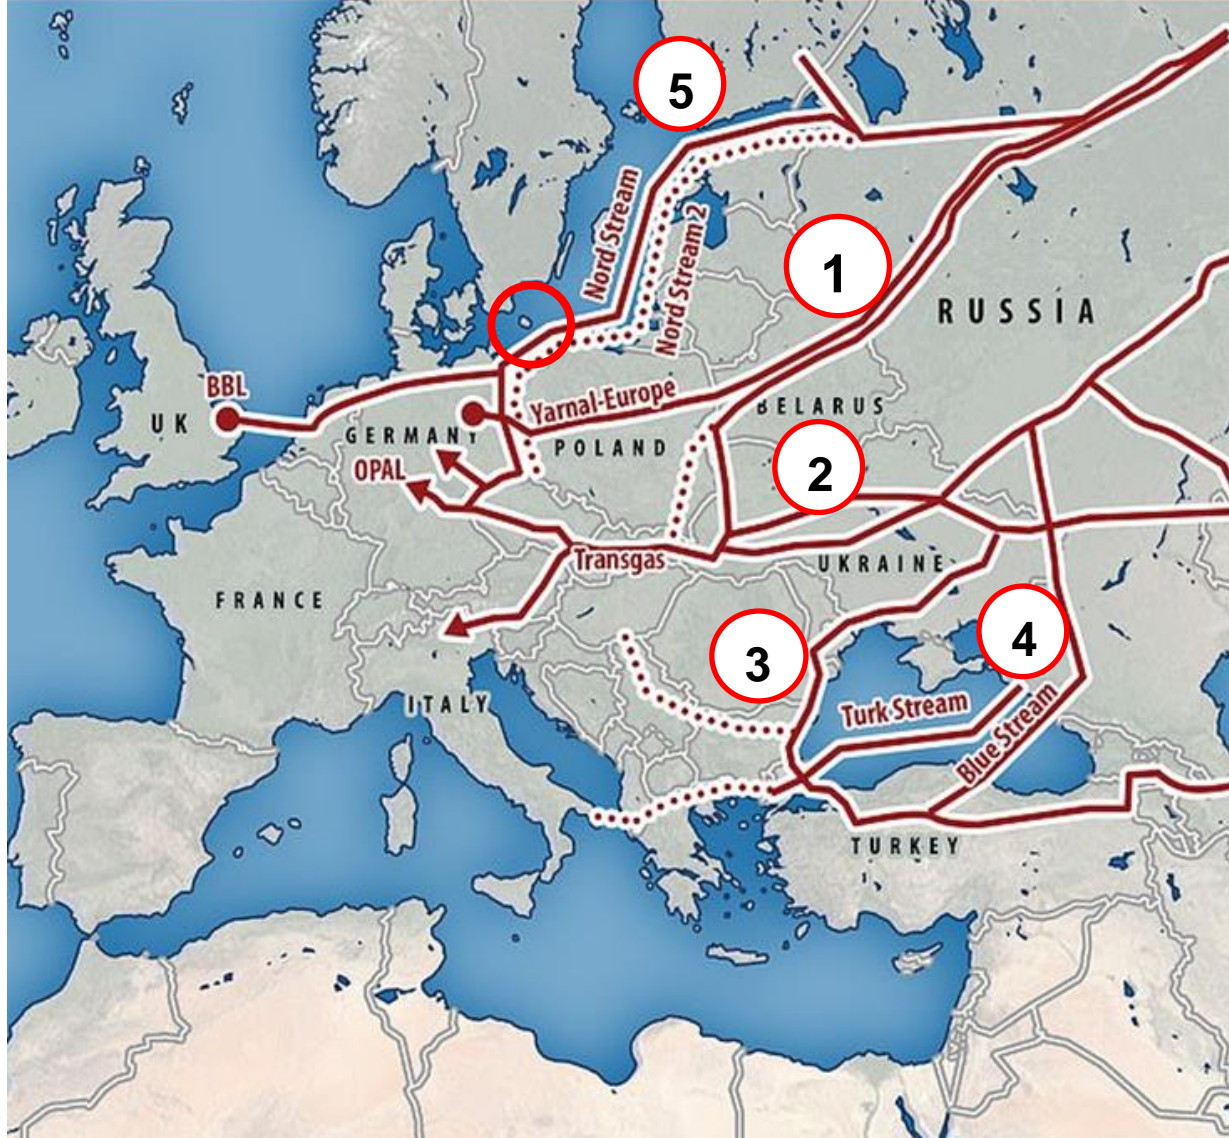 5
Nord Stream
Nord Stream 2
1
RUSSIA
BBL
UK
Yarnal-Europe
BELARUS
GERMANY
POLAND
OPAL
2
Transgas
UKRAINE
FRANCE
4
3
ITALY
Turk Stream
Blue Stream
TURKEY